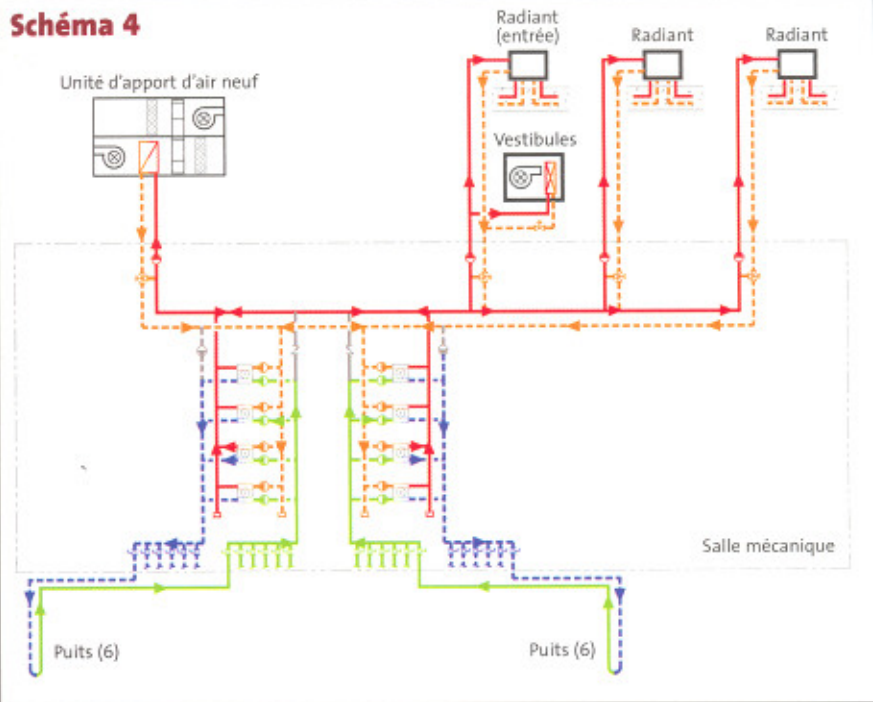 Schéma 4
Radiant
(entrée)
Radiant
Radiant
Unité d'apport d'air neuf
Vestibules
Salle mécanique
Puits (6)
Puits (6)